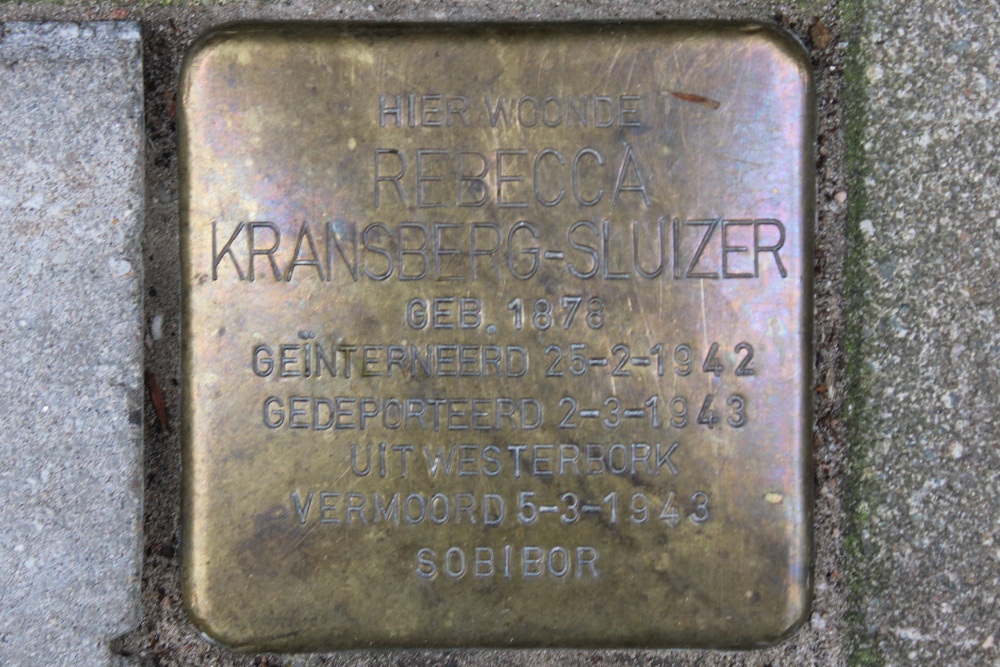 HIER WOONDE
REBECCA
KRANSBERG-SLUIZER
GEB. 1878
GEÏNTERNEERD 25-2-1942
GEDEPORTEERD 2-3-1943
UIT WESTERBORK
VERMOORD 5-3-1943
SOBIBOR